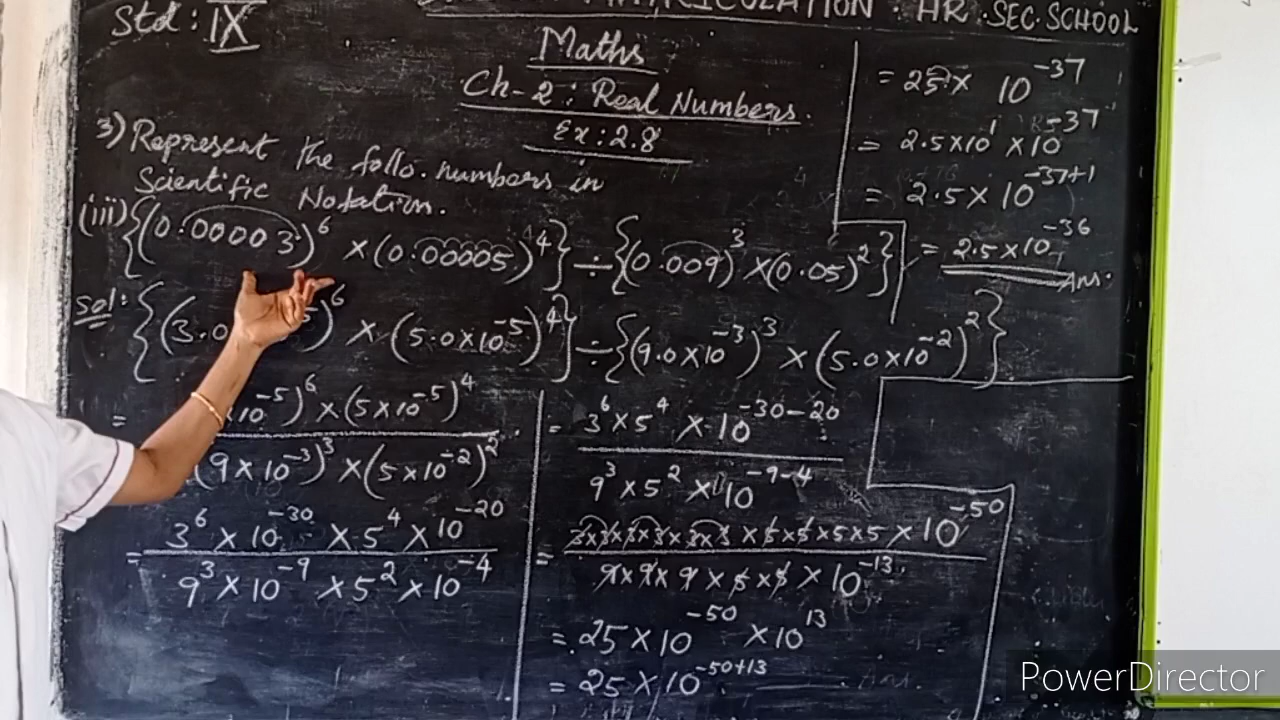 MATRICULATION . HR . SEC. SCHOOL
Std : IX
Maths
Ch-2 : Real Numbers.
Ex : 2.8
3) Represent the follo. numbers in
Scientific Notation.
(iii) {(0.00003)^6 × (0.00005)^4} ÷ {(0.009)^3 × (0.05)^2}
Sol: {(3.0 5)^6 × (5.0×10^-5)^4} ÷ {(9.0×10^-3)^3 × (5.0×10^-2)^2}
= ×10^-5)^6 × (5×10^-5)^4
(9×10^-3)^3 × (5×10^-2)^2
= 3^6 × 10^-30 × 5^4 × 10^-20
9^3 × 10^-9 × 5^2 × 10^-4
= 3^6 × 5^4 × 10^-30-20
9^3 × 5^2 × 10^-9-4
= 3×3×3×3×3×3 × 5×5×5×5 × 10^-50
9×9×9 × 5×5 × 10^-13
= 25 × 10^-50 × 10^13
= 25 × 10^-50+13
= 25 × 10^-37
= 2.5×10^1 × 10^-37
= 2.5 × 10^-37+1
= 2.5×10^-36
Ans:
PowerDirector